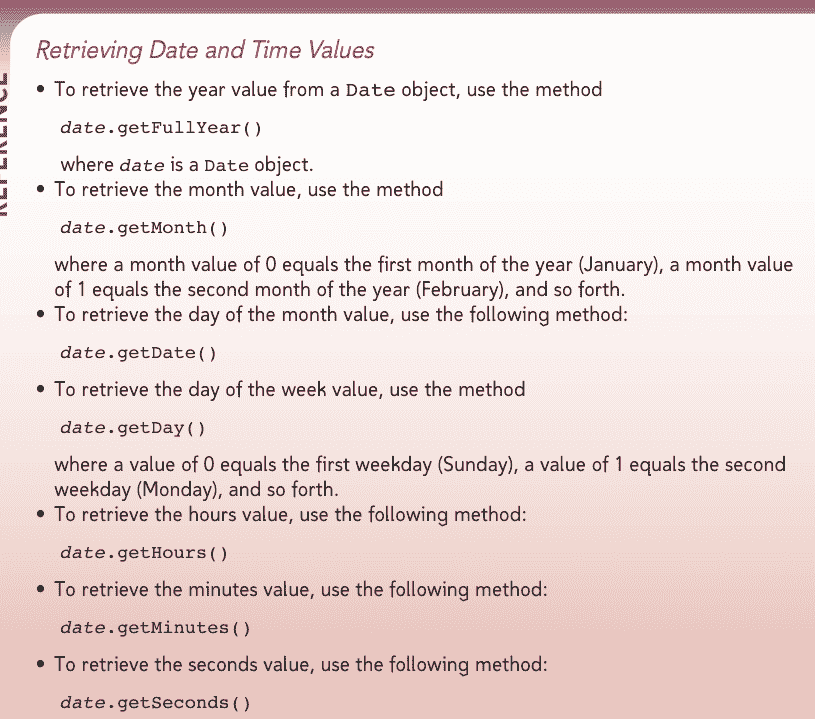 REFERENCE
Retrieving Date and Time Values
• To retrieve the year value from a Date object, use the method
date.getFullYear()
where date is a Date object.
• To retrieve the month value, use the method
date.getMonth()
where a month value of 0 equals the first month of the year (January), a month value
of 1 equals the second month of the year (February), and so forth.
• To retrieve the day of the month value, use the following method:
date.getDate()
• To retrieve the day of the week value, use the method
date.getDay()
where a value of 0 equals the first weekday (Sunday), a value of 1 equals the second
weekday (Monday), and so forth.
• To retrieve the hours value, use the following method:
date.getHours()
• To retrieve the minutes value, use the following method:
date.getMinutes()
• To retrieve the seconds value, use the following method:
date.getSeconds()